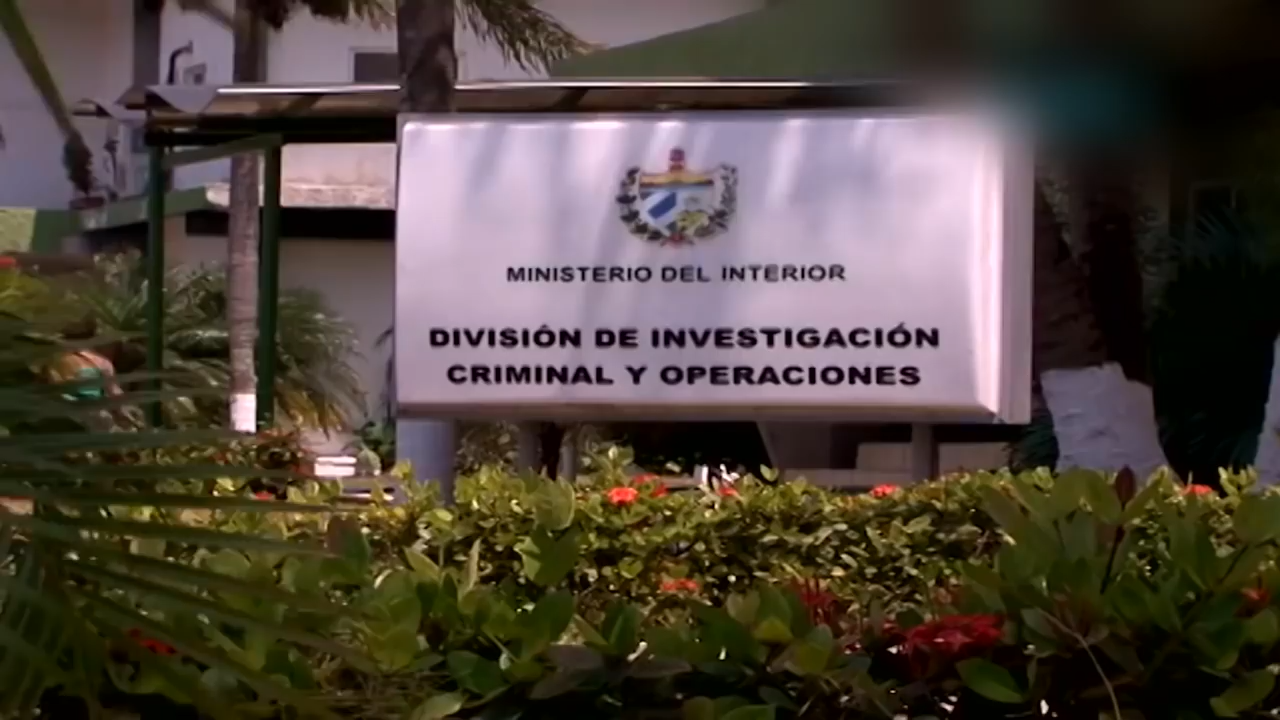 MINISTERIO DEL INTERIOR
DIVISIÓN DE INVESTIGACIÓN
CRIMINAL Y OPERACIONES